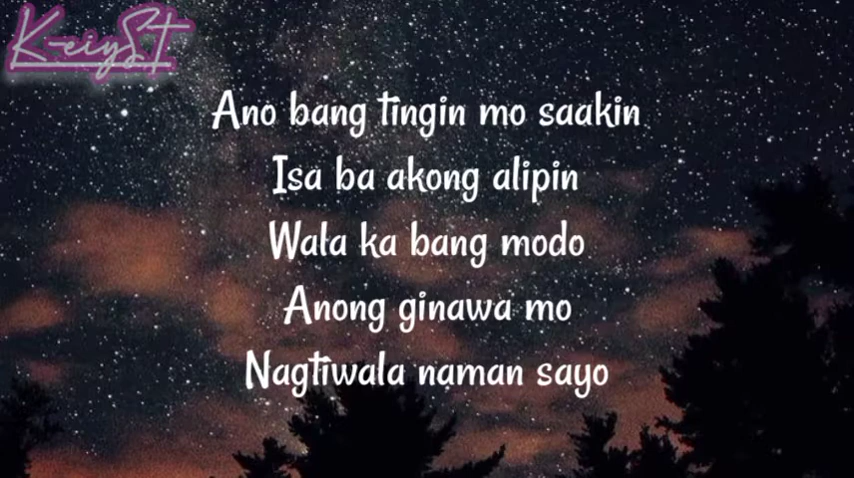 K-eiyST
Ano bang tingin mo saakin
Isa ba akong alipin
Wala ka bang modo
Anong ginawa mo
Nagtiwala naman sayo